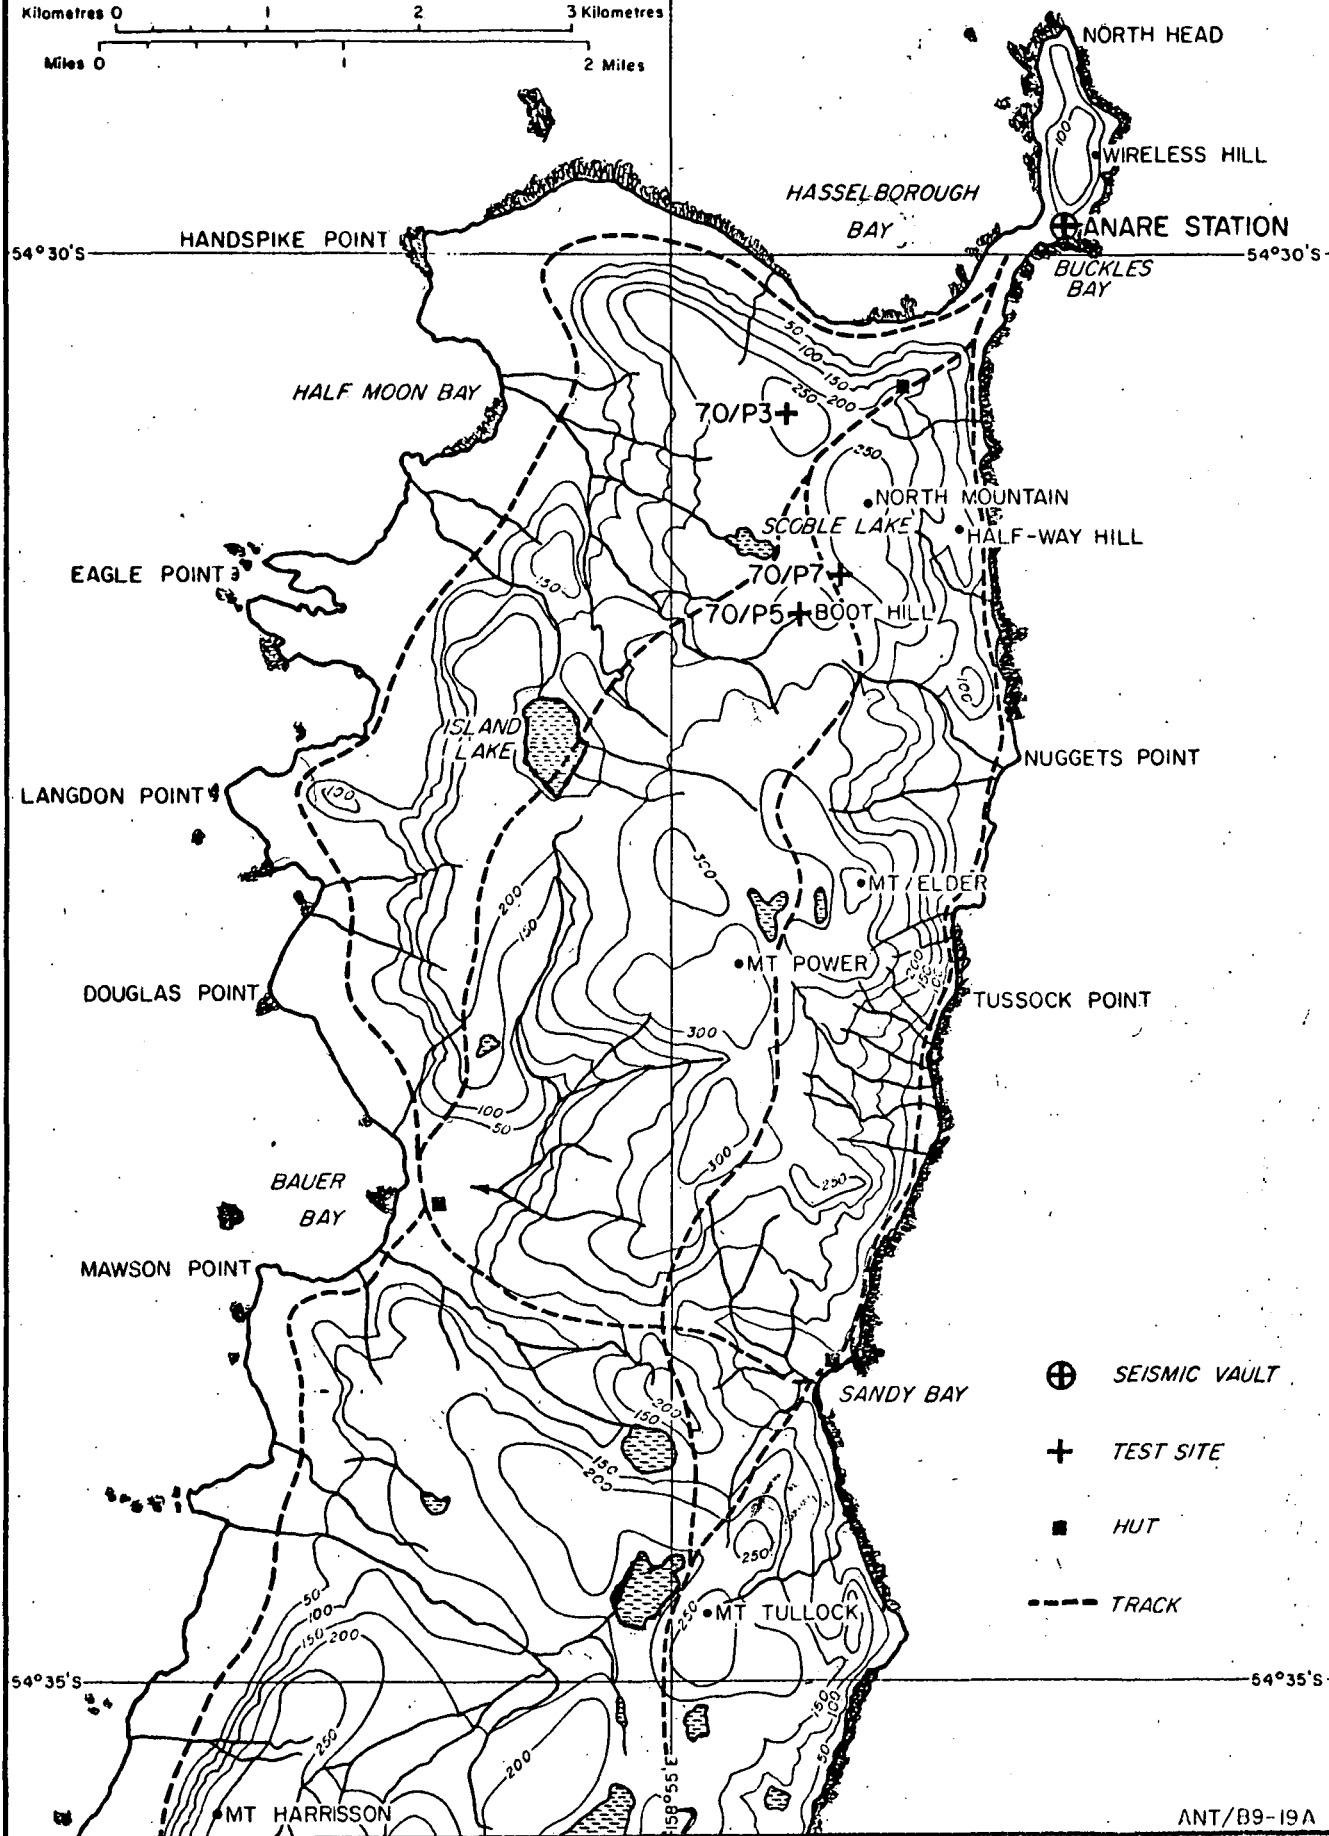 Kilometres 0 1 2 3 Kilometres
Miles 0 1 2 Miles
NORTH HEAD
100
WIRELESS HILL
HASSELBOROUGH
BAY
ANARE STATION
HANDSPIKE POINT
54°30'S
54°30'S
BUCKLES
BAY
50
100
150
200
250
HALF MOON BAY
70/P3
250
NORTH MOUNTAIN
SCOBLE LAKE
HALF-WAY HILL
EAGLE POINT
150
70/P7
70/P5
BOOT HILL
100
ISLAND
LAKE
NUGGETS POINT
LANGDON POINT
100
300
MT ELDER
200
150
MT POWER
200
150
100
DOUGLAS POINT
TUSSOCK POINT
300
100
50
300
250
BAUER
BAY
MAWSON POINT
SANDY BAY
SEISMIC VAULT
200
150
TEST SITE
150
200
HUT
250
50
100
150
200
TRACK
250
MT TULLOCK
54°35'S
54°35'S
150
100
50
250
200
158°55'E
MT HARRISSON
ANT/B9-19A